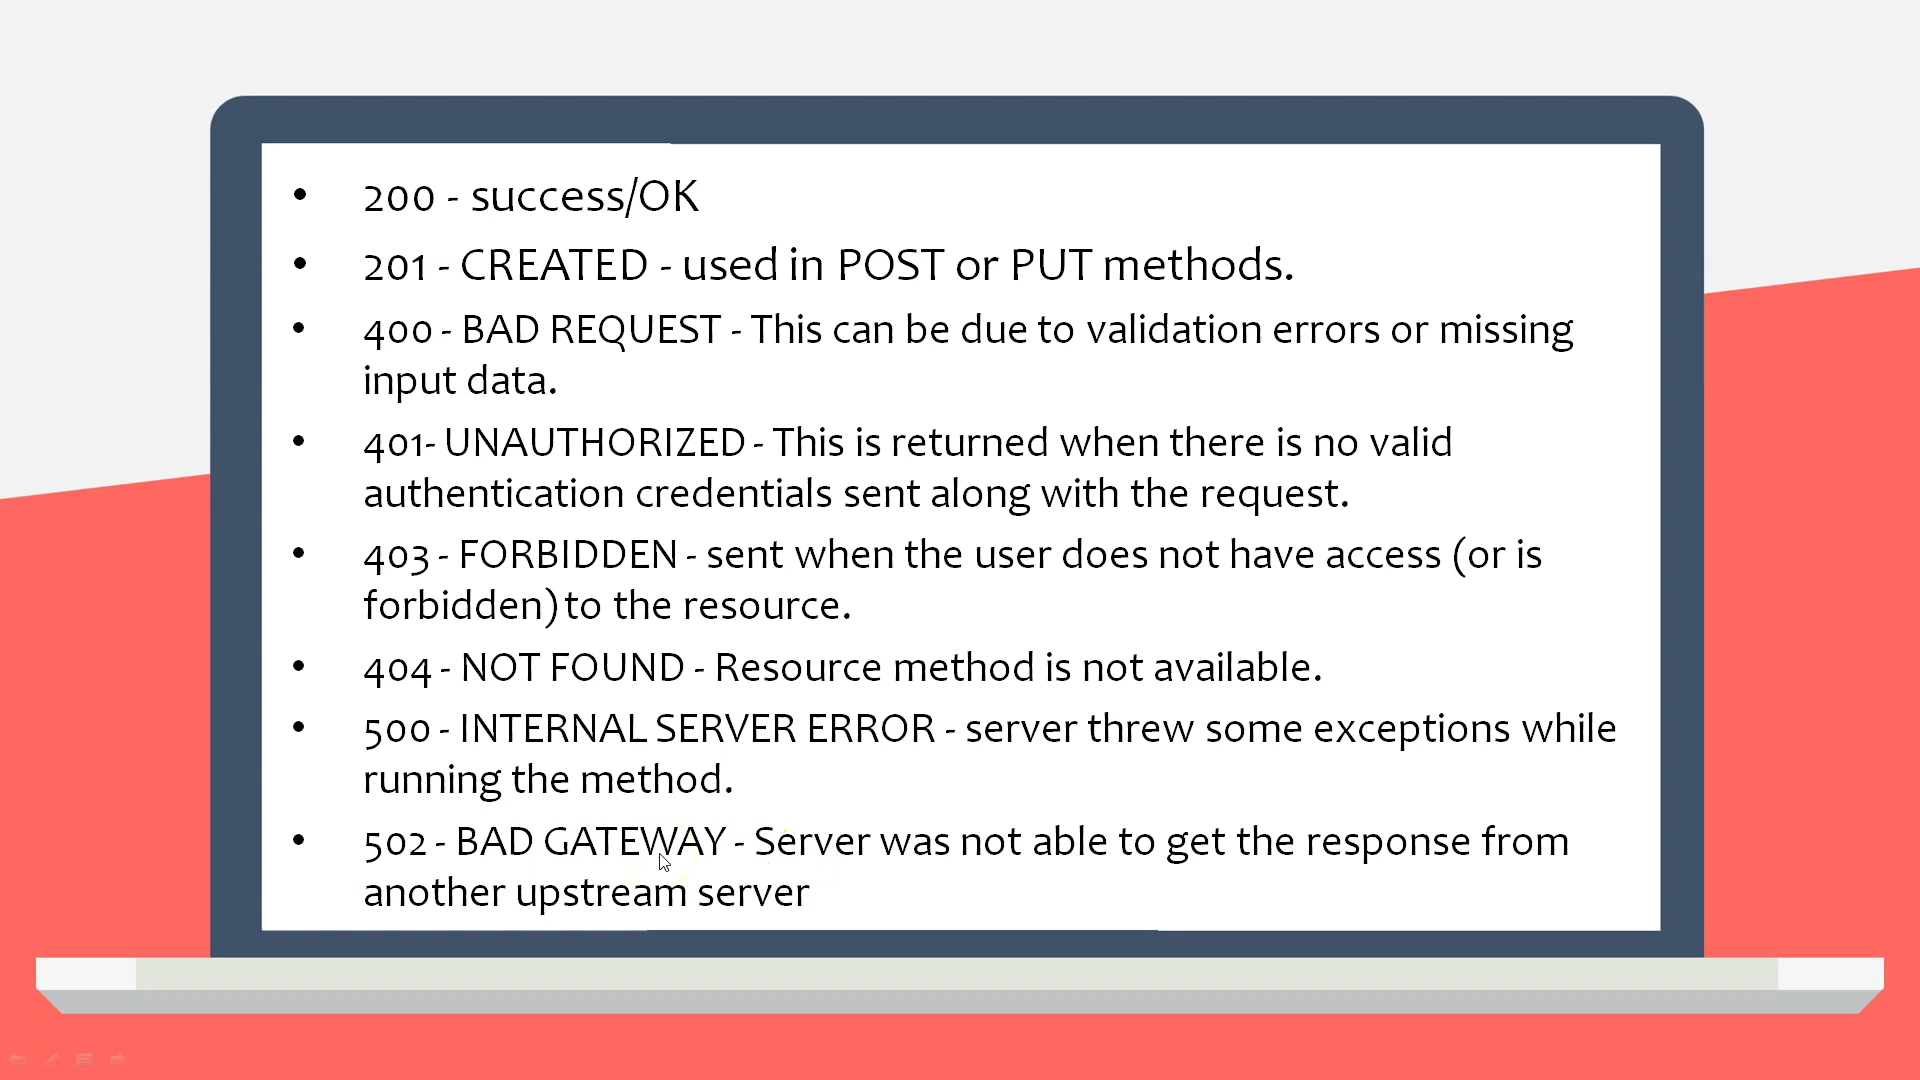 • 200 - success/OK
• 201 - CREATED - used in POST or PUT methods.
• 400 - BAD REQUEST - This can be due to validation errors or missing
input data.
• 401- UNAUTHORIZED - This is returned when there is no valid
authentication credentials sent along with the request.
• 403 - FORBIDDEN - sent when the user does not have access (or is
forbidden) to the resource.
• 404 - NOT FOUND - Resource method is not available.
• 500 - INTERNAL SERVER ERROR - server threw some exceptions while
running the method.
• 502 - BAD GATEWAY - Server was not able to get the response from
another upstream server